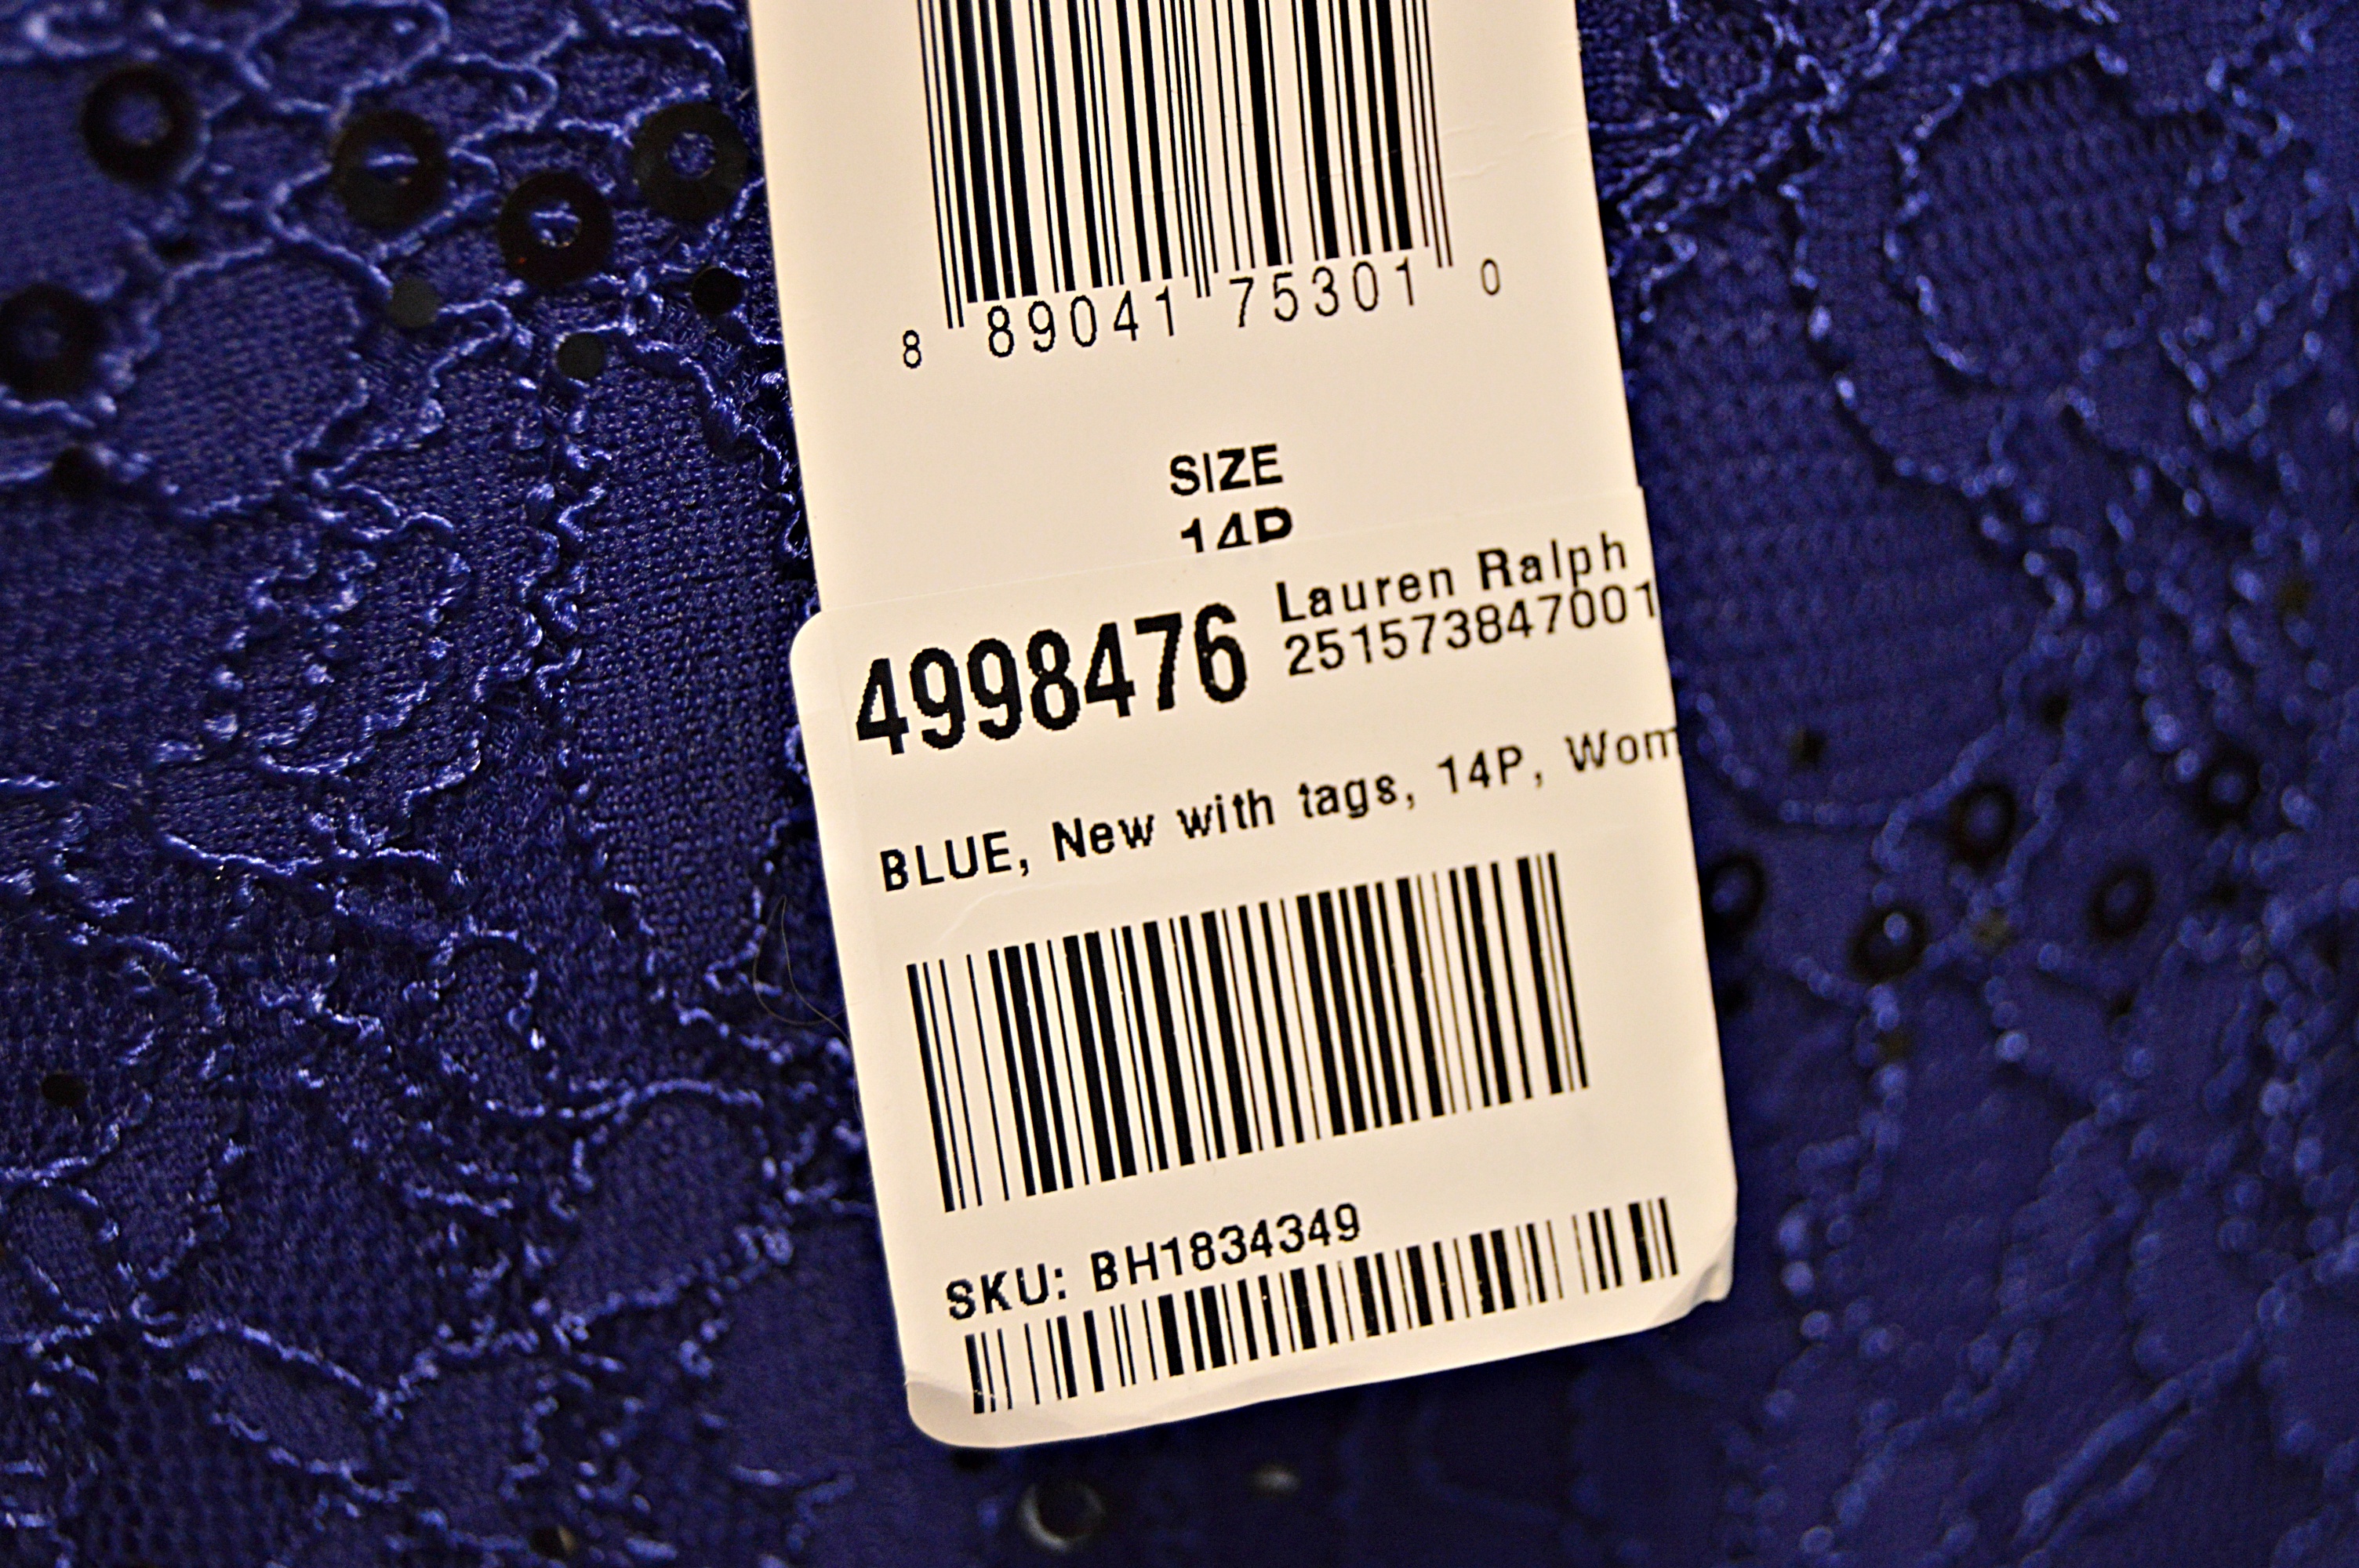 8 89041 75301 0
SIZE
14P
4998476 Lauren Ralph
251573847001
BLUE, New with tags, 14P, Wom
SKU: BH1834349